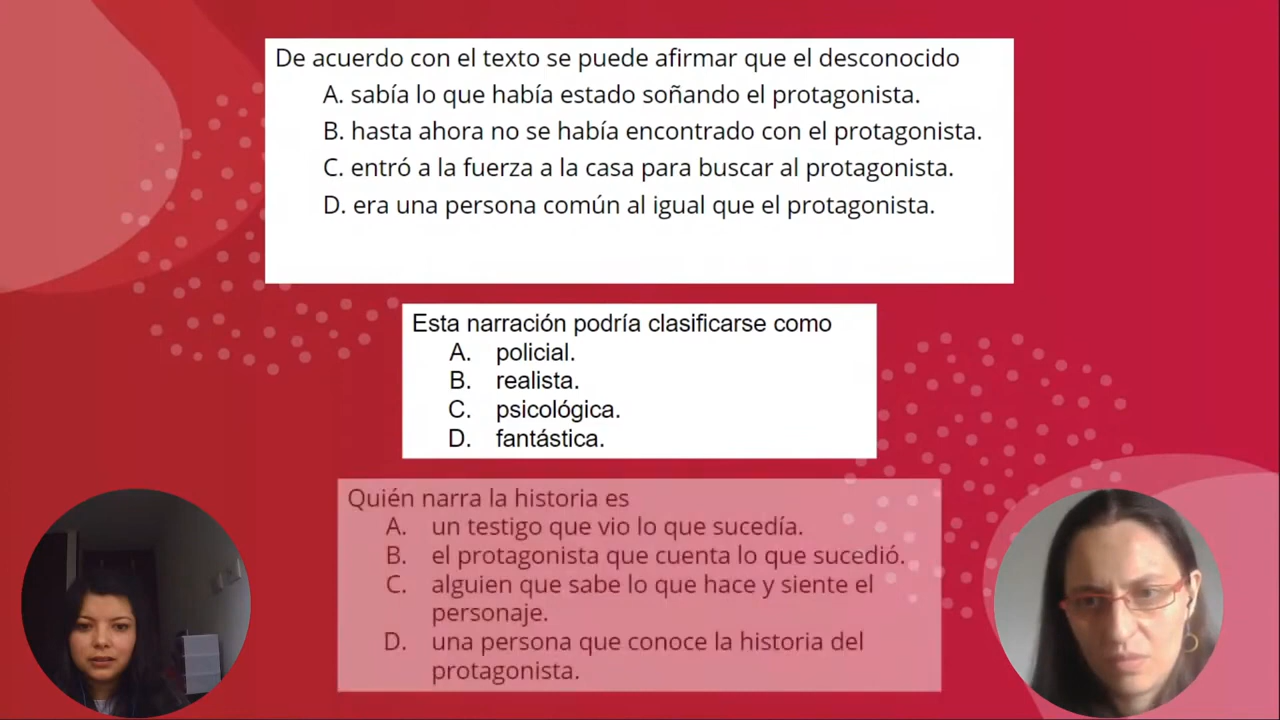 De acuerdo con el texto se puede afirmar que el desconocido
A. sabía lo que había estado soñando el protagonista.
B. hasta ahora no se había encontrado con el protagonista.
C. entró a la fuerza a la casa para buscar al protagonista.
D. era una persona común al igual que el protagonista.
Esta narración podría clasificarse como
A. policial.
B. realista.
C. psicológica.
D. fantástica.
Quién narra la historia es
A. un testigo que vio lo que sucedía.
B. el protagonista que cuenta lo que sucedió.
C. alguien que sabe lo que hace y siente el
personaje.
D. una persona que conoce la historia del
protagonista.